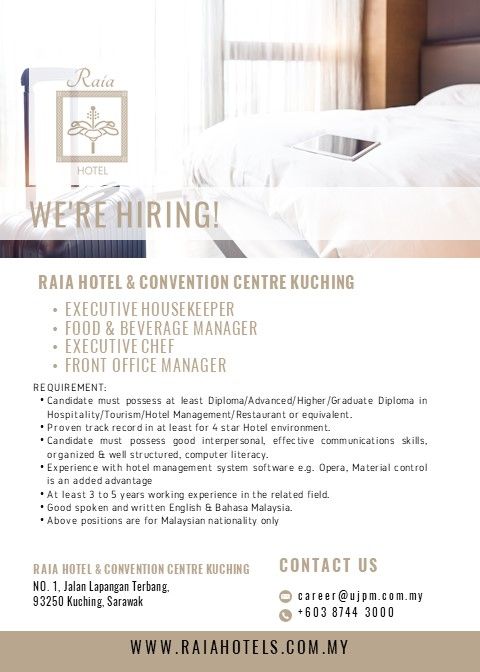 Raia
HOTEL
WE'RE HIRING!
RAIA HOTEL & CONVENTION CENTRE KUCHING
• EXECUTIVE HOUSEKEEPER
• FOOD & BEVERAGE MANAGER
• EXECUTIVE CHEF
• FRONT OFFICE MANAGER
REQUIREMENT:
• Candidate must possess at least Diploma/Advanced/Higher/Graduate Diploma in
Hospitality/Tourism/Hotel Management/Restaurant or equivalent.
• Proven track record in at least for 4 star Hotel environment.
• Candidate must possess good interpersonal, effective communications skills,
organized & well structured, computer literacy.
• Experience with hotel management system software e.g. Opera, Material control
is an added advantage
• At least 3 to 5 years working experience in the related field.
• Good spoken and written English & Bahasa Malaysia.
• Above positions are for Malaysian nationality only
RAIA HOTEL & CONVENTION CENTRE KUCHING
NO. 1, Jalan Lapangan Terbang,
93250 Kuching, Sarawak
CONTACT US
career@ujpm.com.my
+603 8744 3000
WWW.RAIAHOTELS.COM.MY